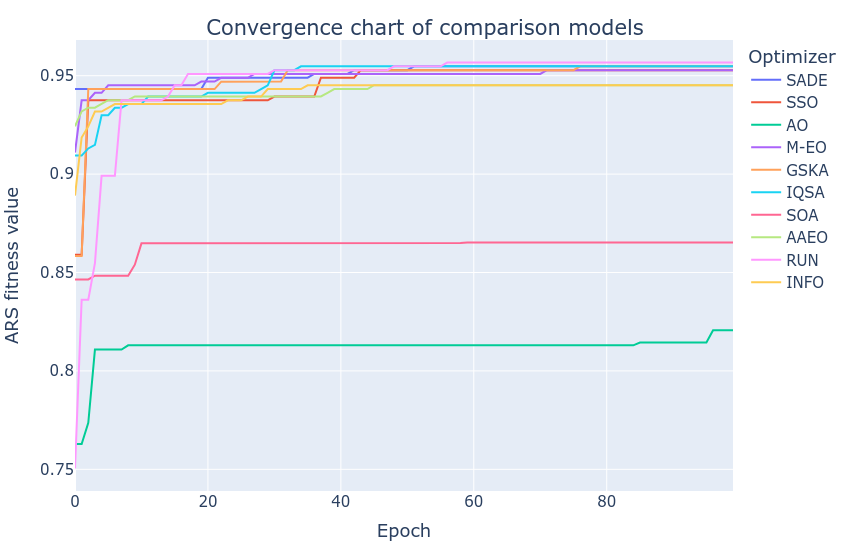 Convergence chart of comparison models
ARS fitness value
0.95
0.9
0.85
0.8
0.75
0
20
40
60
80
Epoch
Optimizer
SADE
SSO
AO
M-EO
GSKA
IQSA
SOA
AAEO
RUN
INFO